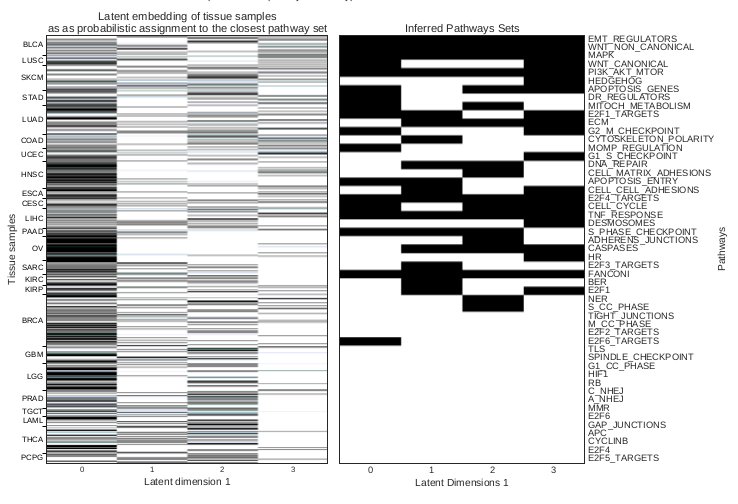 Latent embedding of tissue samples
as as probabilistic assignment to the closest pathway set
Inferred Pathways Sets
BLCA
LUSC
SKCM
STAD
LUAD
COAD
UCEC
HNSC
ESCA
CESC
LIHC
PAAD
OV
SARC
KIRC
KIRP
BRCA
GBM
LGG
PRAD
TGCT
LAML
THCA
PCPG
Tissue samples
0 1 2 3
Latent dimension 1
EMT_REGULATORS
WNT_NON_CANONICAL
MAPK
WNT_CANONICAL
PI3K_AKT_MTOR
HEDGEHOG
APOPTOSIS_GENES
DR_REGULATORS
MITOCH_METABOLISM
E2F1_TARGETS
ECM
G2_M_CHECKPOINT
CYTOSKELETON_POLARITY
MOMP_REGULATION
G1_S_CHECKPOINT
DNA_REPAIR
CELL_MATRIX_ADHESIONS
APOPTOSIS_ENTRY
CELL_CELL_ADHESIONS
E2F4_TARGETS
CELL_CYCLE
TNF_RESPONSE
DESMOSOMES
S_PHASE_CHECKPOINT
ADHERENS_JUNCTIONS
CASPASES
HR
E2F3_TARGETS
FANCONI
BER
E2F1
NER
S_CC_PHASE
TIGHT_JUNCTIONS
M_CC_PHASE
E2F2_TARGETS
E2F6_TARGETS
TLS
SPINDLE_CHECKPOINT
G1_CC_PHASE
HIF1
RB
C_NHEJ
A_NHEJ
MMR
E2F6
GAP_JUNCTIONS
APC
CYCLINB
E2F4
E2F5_TARGETS
Pathways
0 1 2 3
Latent Dimensions 1